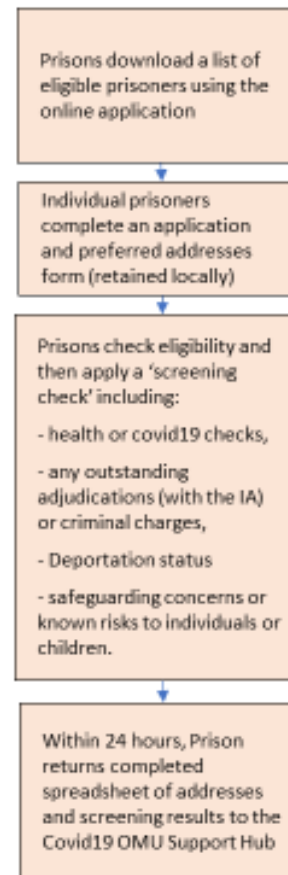 Prisons download a list of
eligible prisoners using the
online application
Individual prisoners
complete an application
and preferred addresses
form (retained locally)
Prisons check eligibility and
then apply a 'screening
check' including:
- health or covid19 checks,
- any outstanding
adjudications (with the IA)
or criminal charges,
- Deportation status
- safeguarding concerns or
known risks to individuals or
children.
Within 24 hours, Prison
returns completed
spreadsheet of addresses
and screening results to the
Covid19 OMU Support Hub